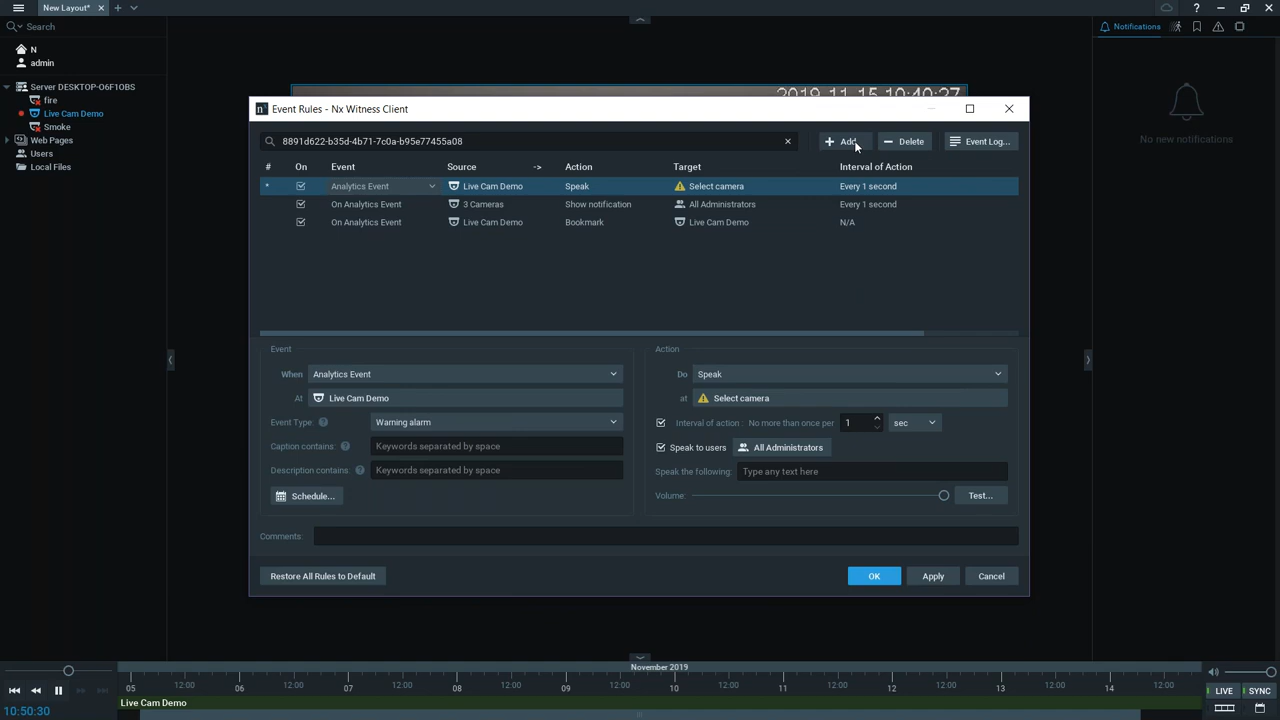 New Layout*
Search
N
admin
Server DESKTOP-O6F1OBS
fire
Live Cam Demo
Smoke
Web Pages
Users
Local Files
Notifications
No new notifications
2019-11-15 10:40:27
Event Rules - Nx Witness Client
8891d622-b35d-4b71-7c0a-b95e77455a08
Add
Delete
Event Log...
# On Event Source -> Action Target Interval of Action
* Analytics Event Live Cam Demo Speak Select camera Every 1 second
On Analytics Event 3 Cameras Show notification All Administrators Every 1 second
On Analytics Event Live Cam Demo Bookmark Live Cam Demo N/A
Event
When Analytics Event
At Live Cam Demo
Event Type: ? Warning alarm
Caption contains: ? Keywords separated by space
Description contains: ? Keywords separated by space
Schedule...
Action
Do Speak
at Select camera
Interval of action: No more than once per 1 sec
Speak to users All Administrators
Speak the following: Type any text here
Volume: Test...
Comments:
Restore All Rules to Default
OK
Apply
Cancel
November 2019
05 12:00 06 12:00 07 12:00 08 12:00 09 12:00 10 12:00 11 12:00 12 12:00 13 12:00 14 12:00
Live Cam Demo
10:50:30
LIVE
SYNC